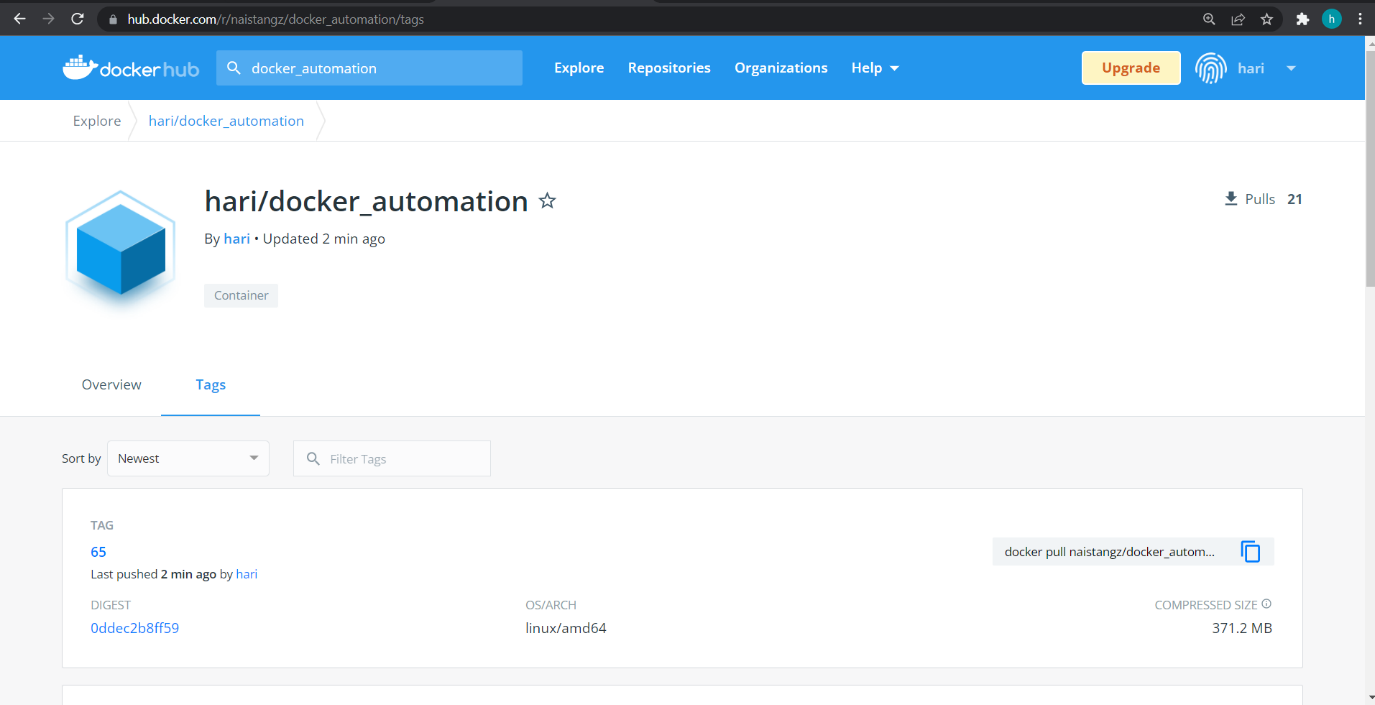 hub.docker.com/r/naistangz/docker_automation/tags
h
docker hub
docker_automation
Explore Repositories Organizations Help
Upgrade
hari
Explore hari/docker_automation
hari/docker_automation
Pulls 21
By hari • Updated 2 min ago
Container
Overview Tags
Sort by Newest Filter Tags
TAG
65
docker pull naistangz/docker_autom...
Last pushed 2 min ago by hari
DIGEST OS/ARCH COMPRESSED SIZE
0ddec2b8ff59 linux/amd64 371.2 MB